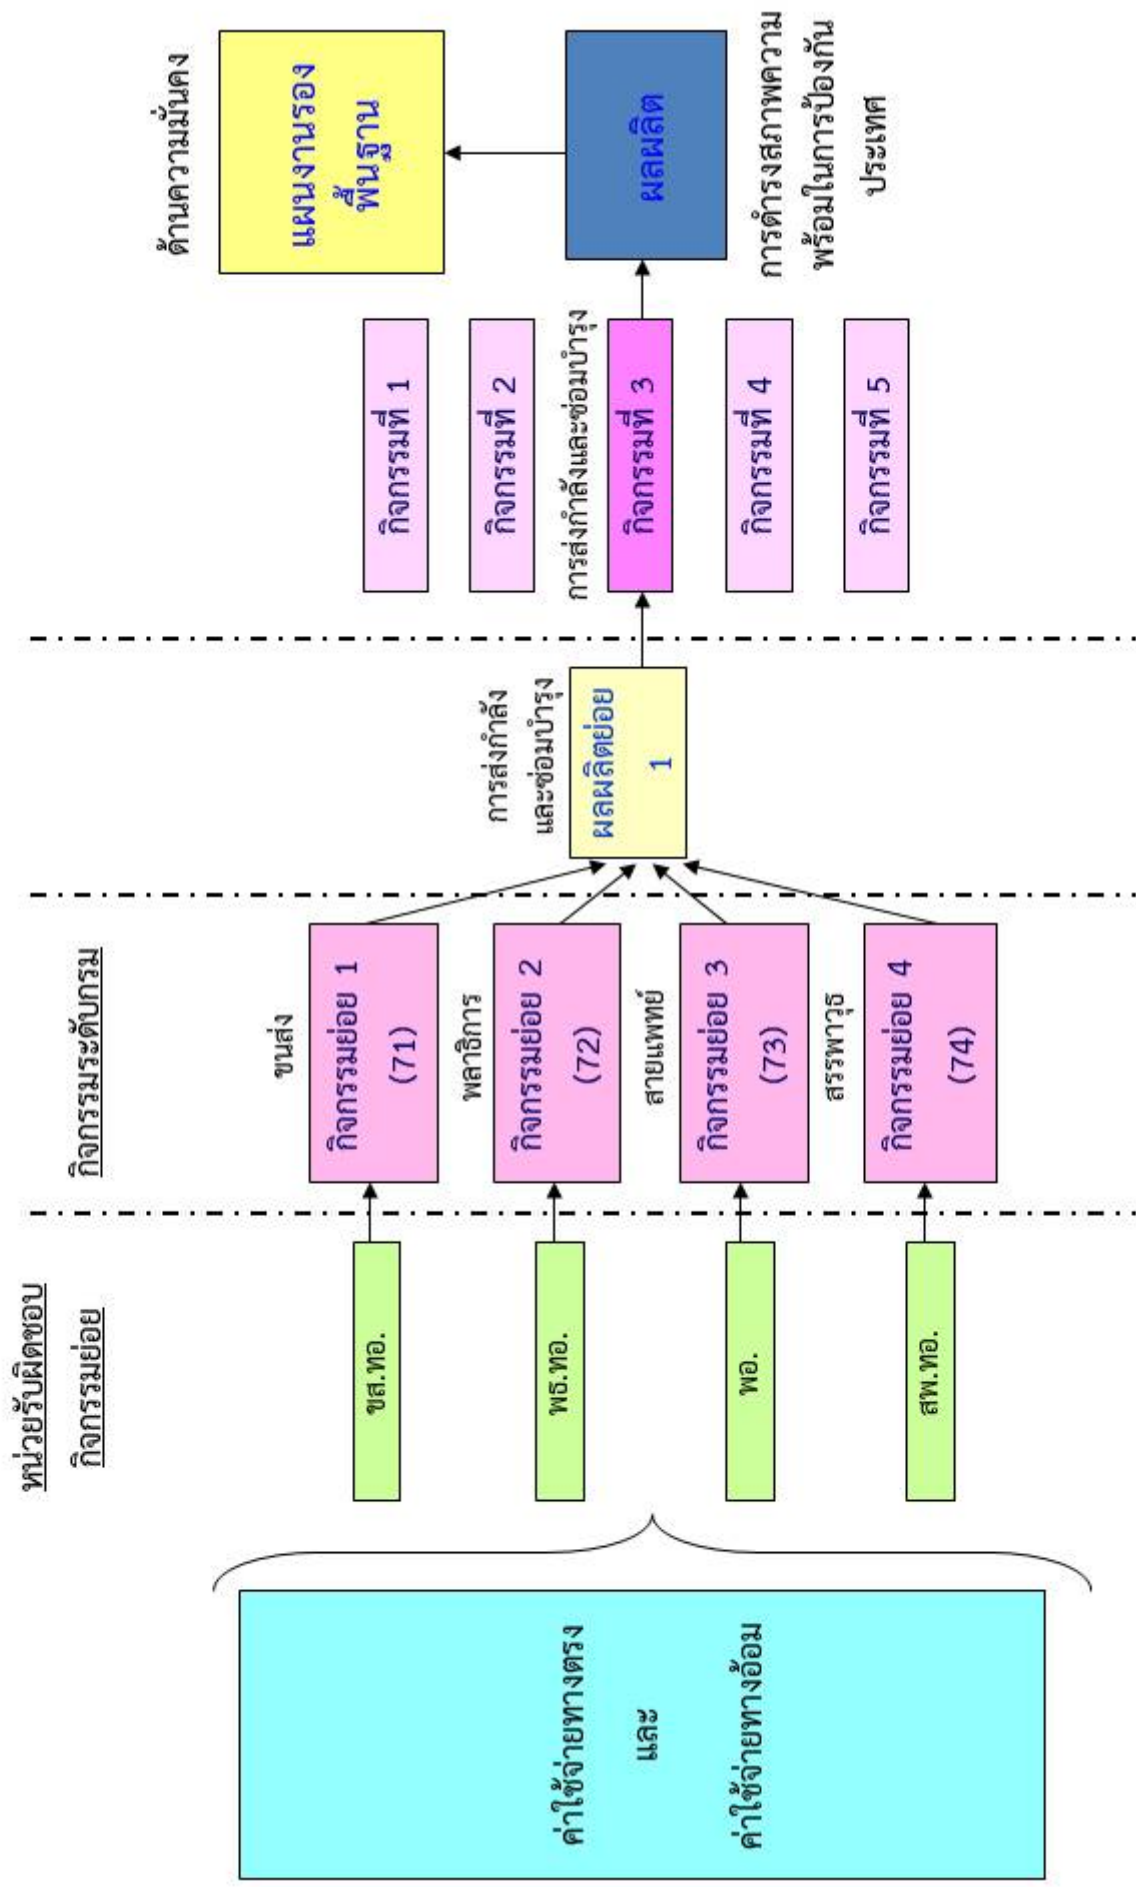 หน่วยรับผิดชอบ
กิจกรรมย่อย
กิจกรรมระดับกรม
ค่าใช้จ่ายทางตรง
และ
ค่าใช้จ่ายทางอ้อม
ขส.ทอ.
พธ.ทอ.
พอ.
สพ.ทอ.
ขนส่ง
กิจกรรมย่อย 1
(71)
พลาธิการ
กิจกรรมย่อย 2
(72)
สายแพทย์
กิจกรรมย่อย 3
(73)
สรรพาวุธ
กิจกรรมย่อย 4
(74)
การส่งกำลัง
และซ่อมบำรุง
ผลผลิตย่อย
1
กิจกรรมที่ 1
กิจกรรมที่ 2
การส่งกำลังและซ่อมบำรุง
กิจกรรมที่ 3
กิจกรรมที่ 4
กิจกรรมที่ 5
ด้านความมั่นคง
แผนงานรอง
พื้นฐาน
ผลผลิต
การดำรงสภาพความ
พร้อมในการป้องกัน
ประเทศ